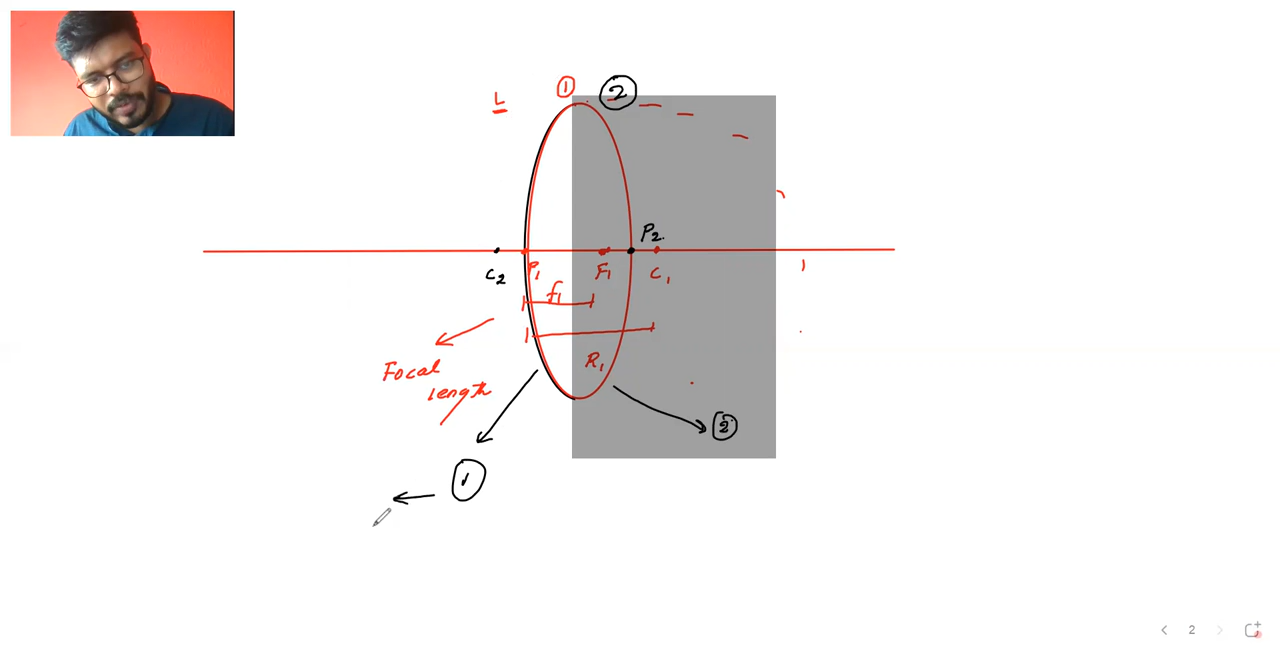 L
①
②
P₂
C₂
P₁
F₁
C₁
f₁
R₁
Focal
length
②
①
2